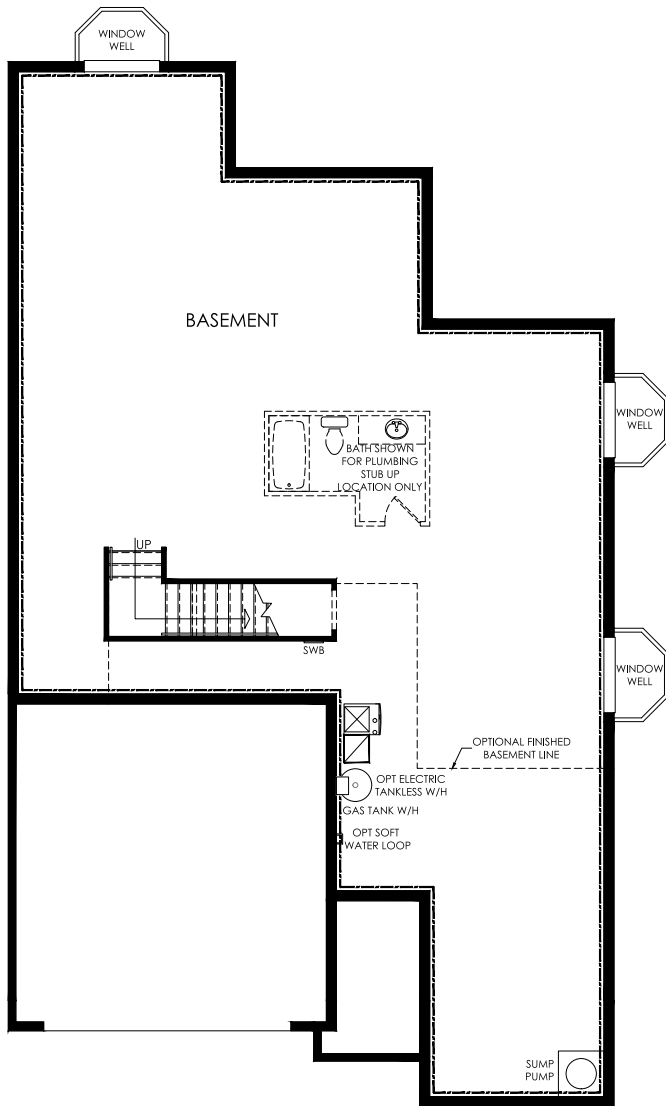 WINDOW
WELL
BASEMENT
WINDOW
WELL
BATH SHOWN
FOR PLUMBING
STUB UP
LOCATION ONLY
UP
SWB
WINDOW
WELL
OPTIONAL FINISHED
BASEMENT LINE
OPT ELECTRIC
TANKLESS W/H
GAS TANK W/H
OPT SOFT
WATER LOOP
SUMP
PUMP